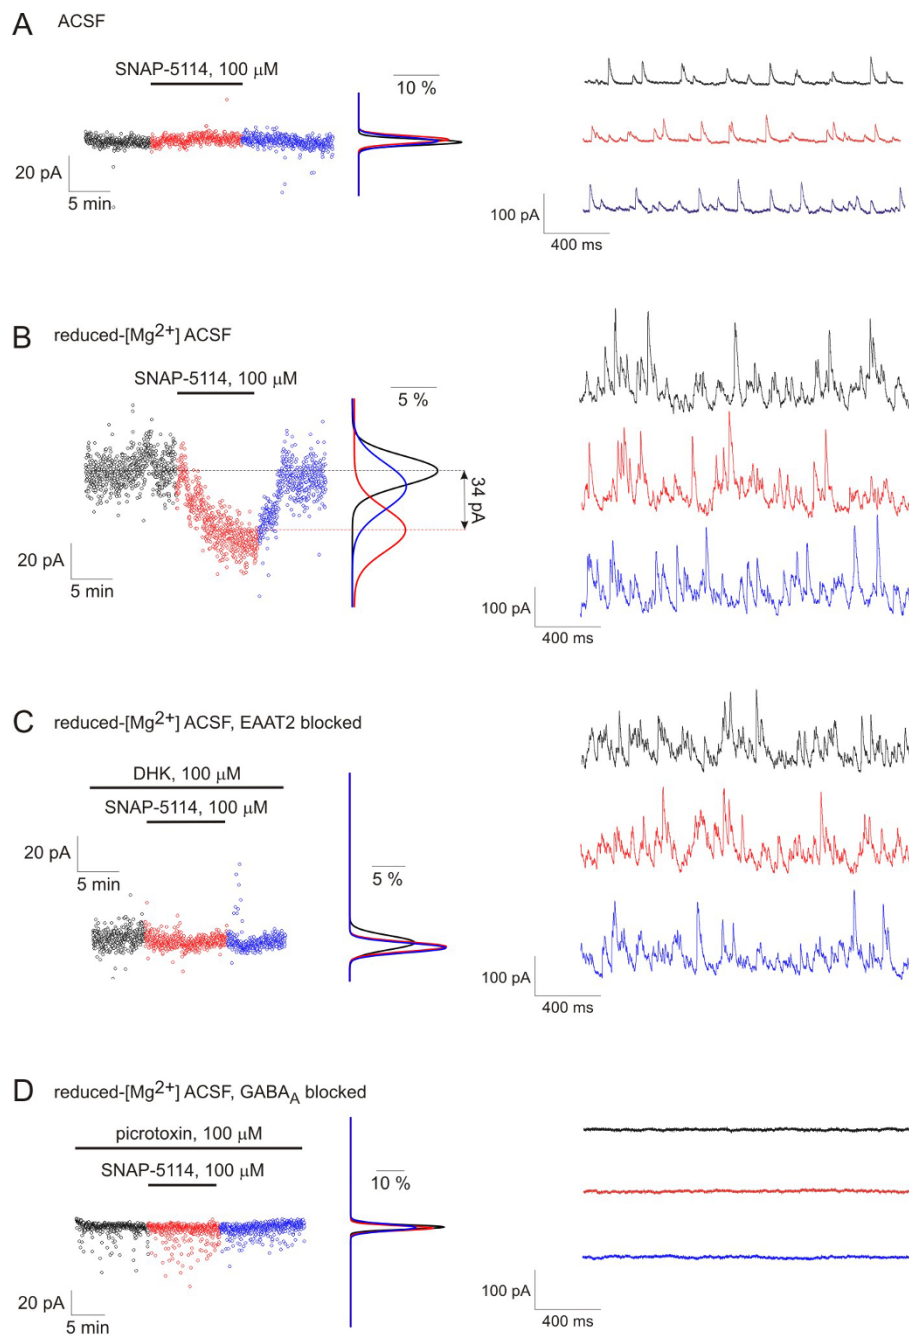 A ACSF
SNAP-5114, 100 µM
10 %
20 pA
5 min
100 pA
400 ms
B reduced-[Mg2+] ACSF
SNAP-5114, 100 µM
5 %
34 pA
20 pA
5 min
100 pA
400 ms
C reduced-[Mg2+] ACSF, EAAT2 blocked
DHK, 100 µM
SNAP-5114, 100 µM
20 pA
5 min
5 %
100 pA
400 ms
D reduced-[Mg2+] ACSF, GABAA blocked
picrotoxin, 100 µM
SNAP-5114, 100 µM
10 %
20 pA
5 min
100 pA
400 ms